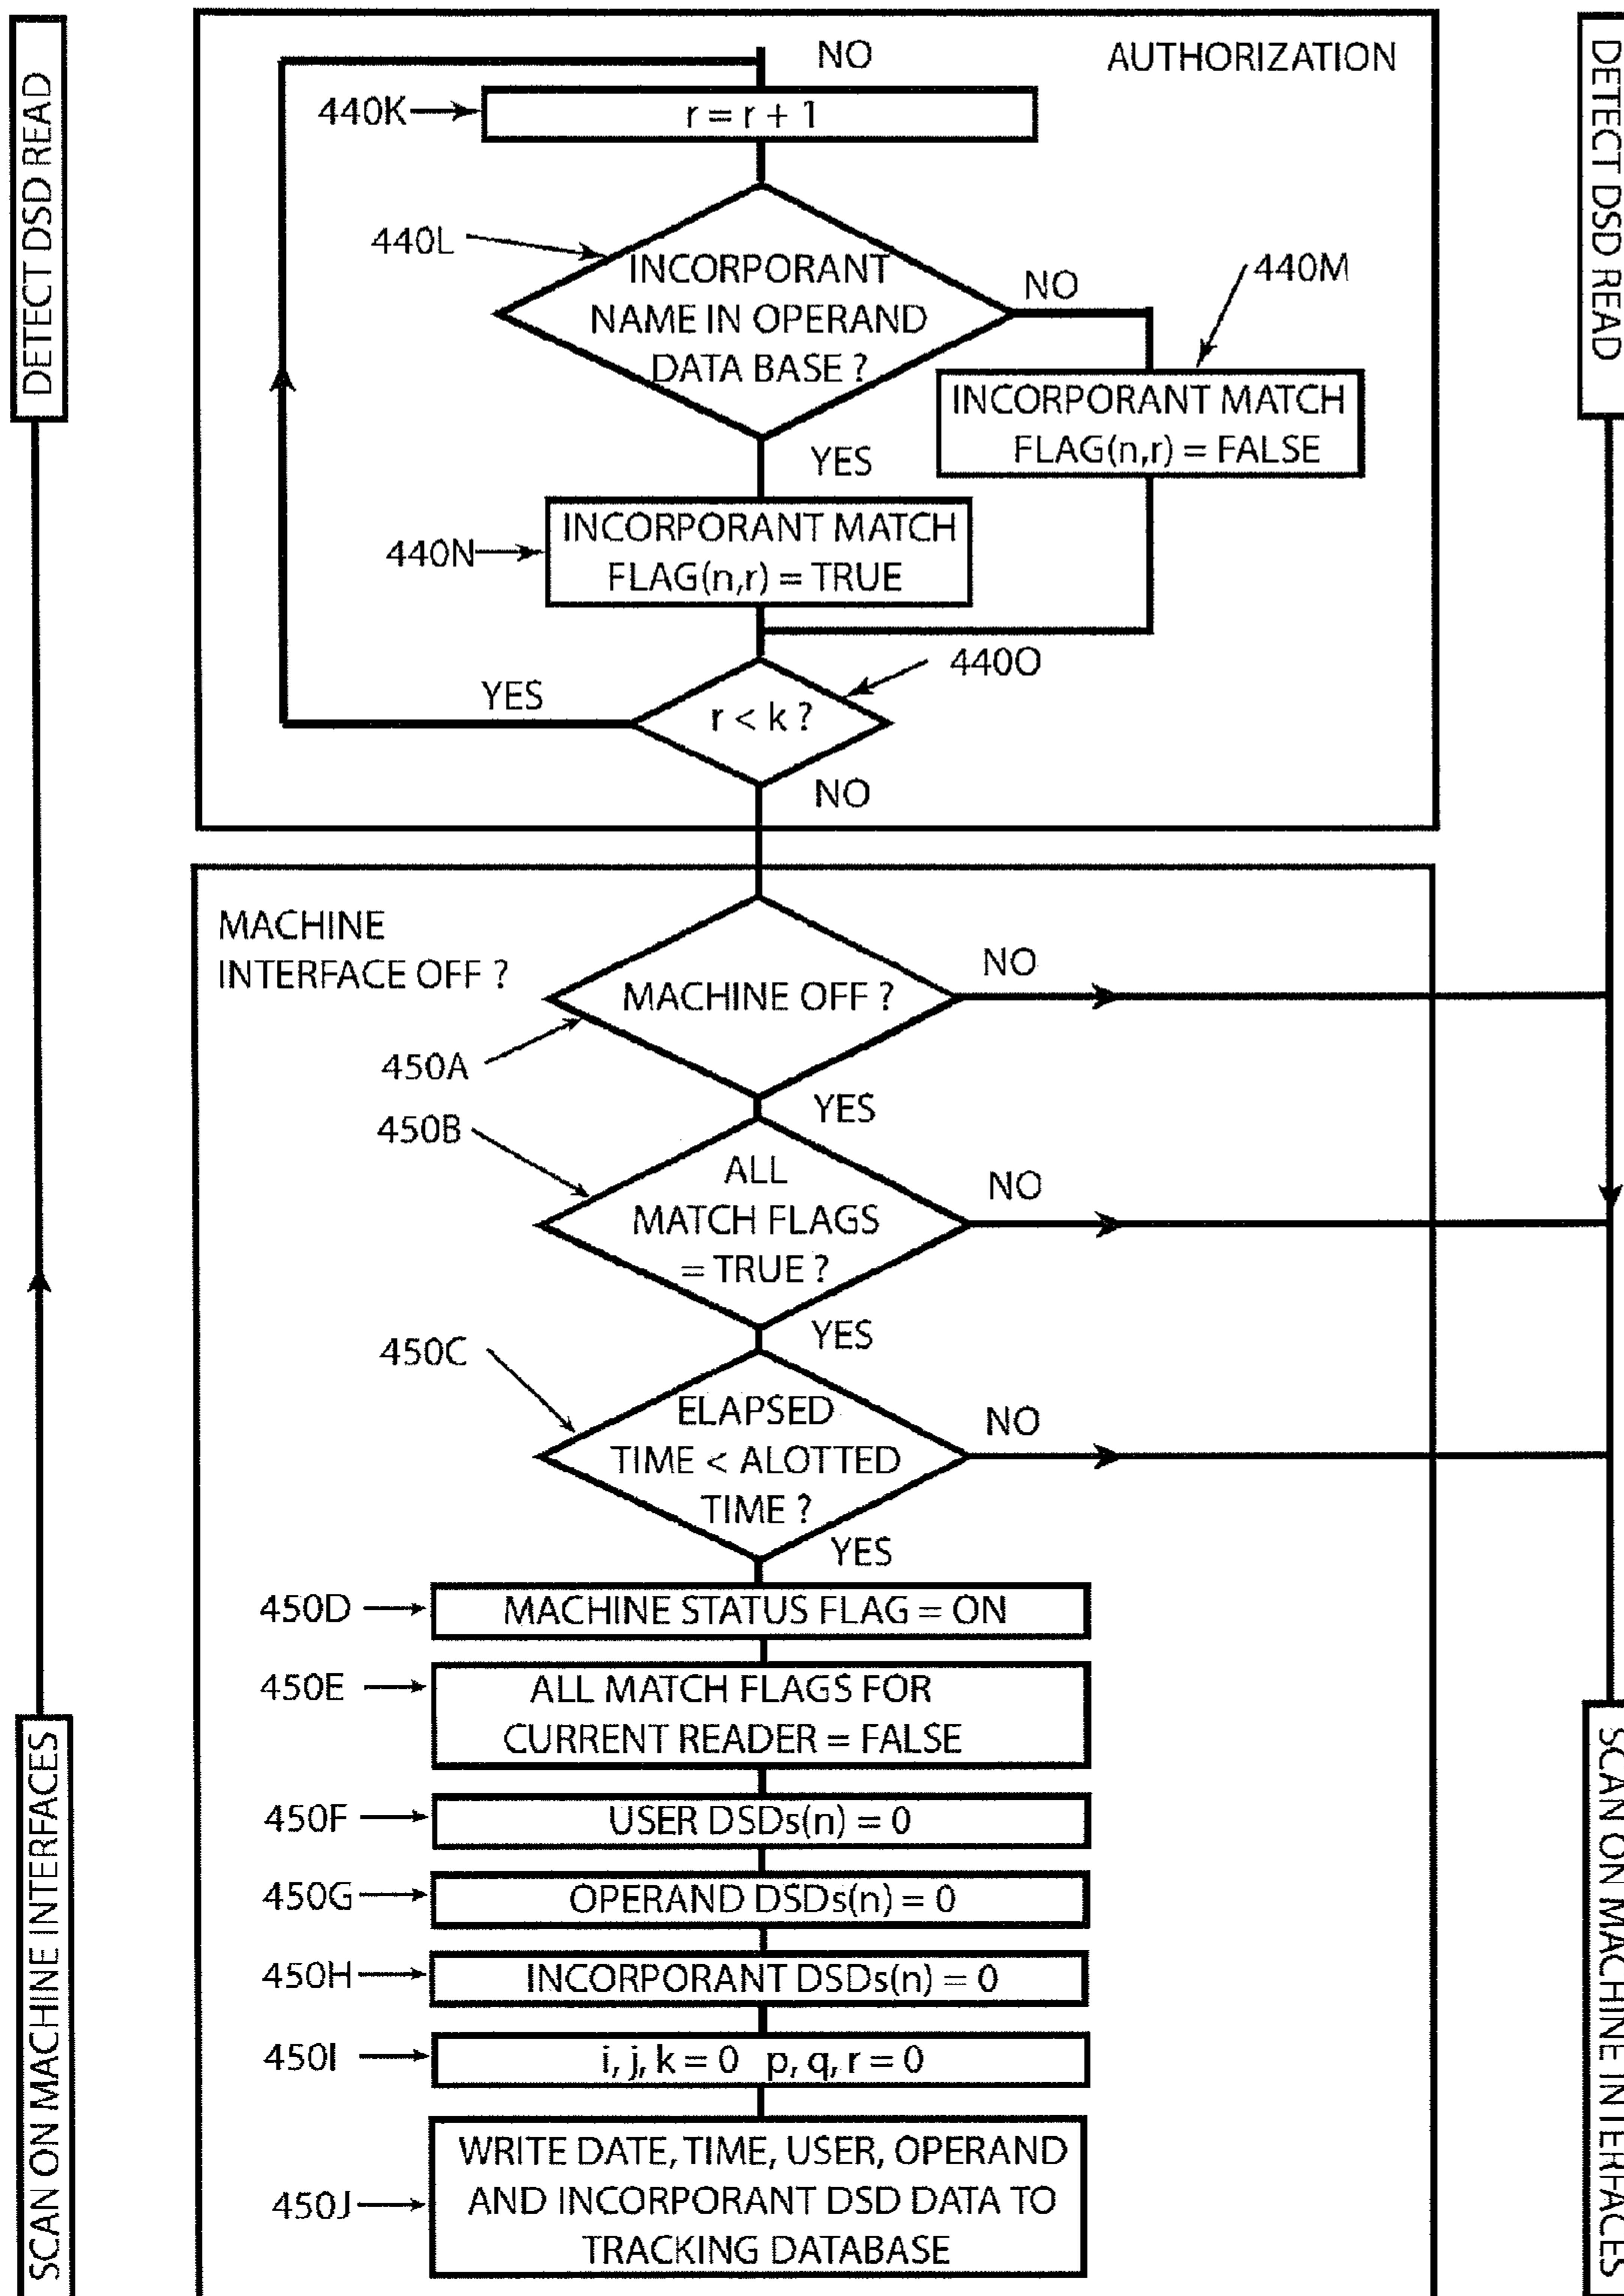 DETECT DSD READ
SCAN ON MACHINE INTERFACES
NO
AUTHORIZATION
440K
r = r + 1
440L
INCORPORANT
NAME IN OPERAND
DATA BASE ?
NO
440M
INCORPORANT MATCH
FLAG(n,r) = FALSE
YES
440N
INCORPORANT MATCH
FLAG(n,r) = TRUE
440O
YES
r < k ?
NO
MACHINE
INTERFACE OFF ?
MACHINE OFF ?
NO
450A
YES
450B
ALL
MATCH FLAGS
= TRUE ?
NO
YES
450C
ELAPSED
TIME < ALOTTED
TIME ?
NO
YES
450D
MACHINE STATUS FLAG = ON
450E
ALL MATCH FLAGS FOR
CURRENT READER = FALSE
450F
USER DSDs(n) = 0
450G
OPERAND DSDs(n) = 0
450H
INCORPORANT DSDs(n) = 0
450I
i, j, k = 0 p, q, r = 0
450J
WRITE DATE, TIME, USER, OPERAND
AND INCORPORANT DSD DATA TO
TRACKING DATABASE
DETECT DSD READ
SCAN ON MACHINE INTERFACES